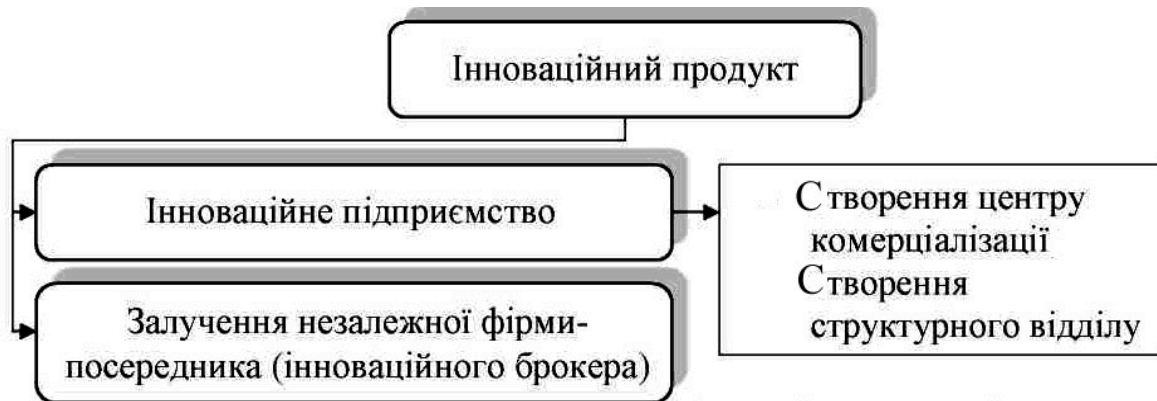 Інноваційний продукт
Інноваційне підприємство
Створення центру
комерціалізації
Створення
структурного відділу
Залучення незалежної фірми-
посередника (інноваційного брокера)